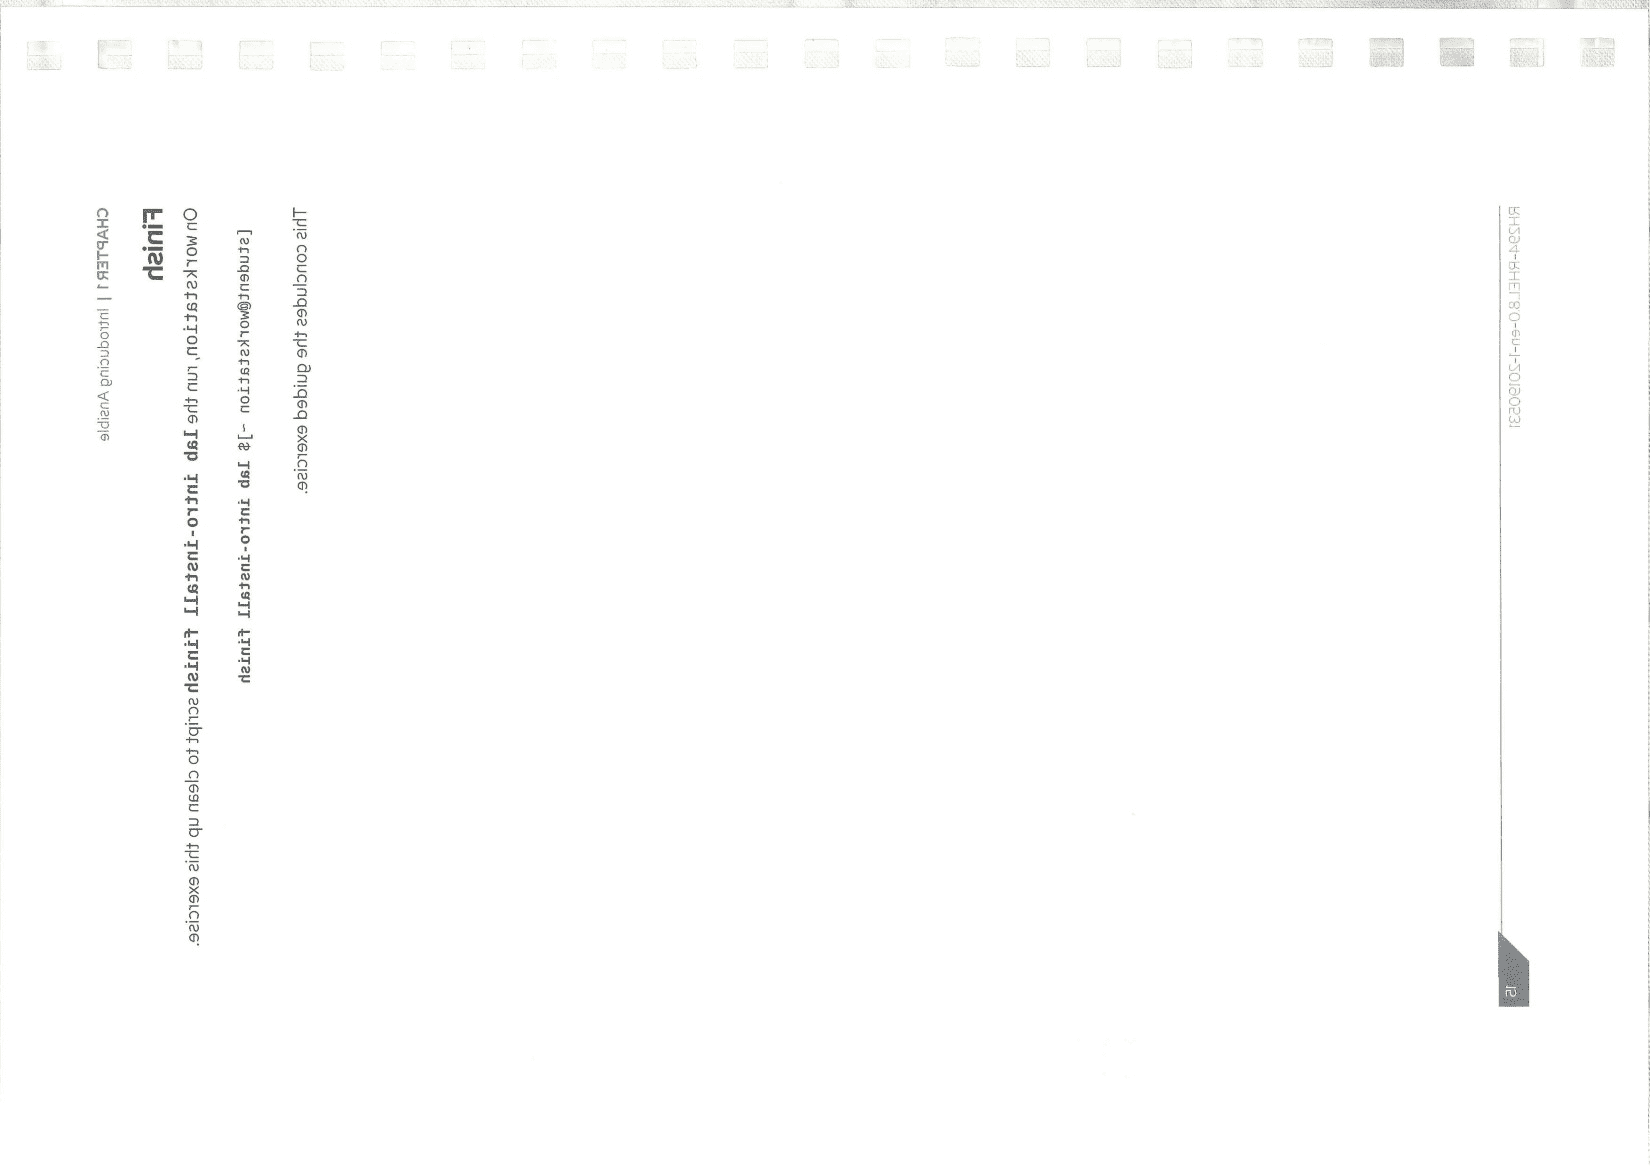 CHAPTER 1 | Introducing Ansible
Finish
On workstation, run the lab intro-install finish script to clean up this exercise.
[student@workstation ~]$ lab intro-install finish
This concludes the guided exercise.
RH294-RHEL8.0-en-1-20190531
15